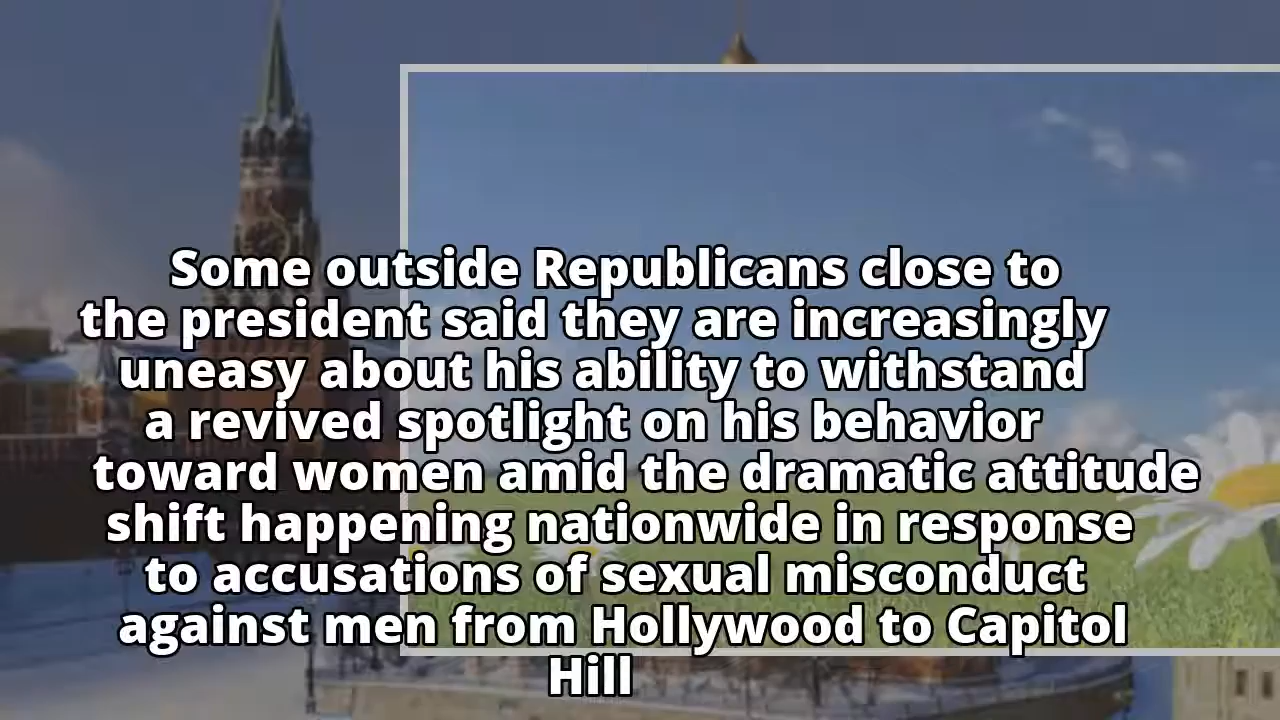 Some outside Republicans close to
the president said they are increasingly
uneasy about his ability to withstand
a revived spotlight on his behavior
toward women amid the dramatic attitude
shift happening nationwide in response
to accusations of sexual misconduct
against men from Hollywood to Capitol
Hill